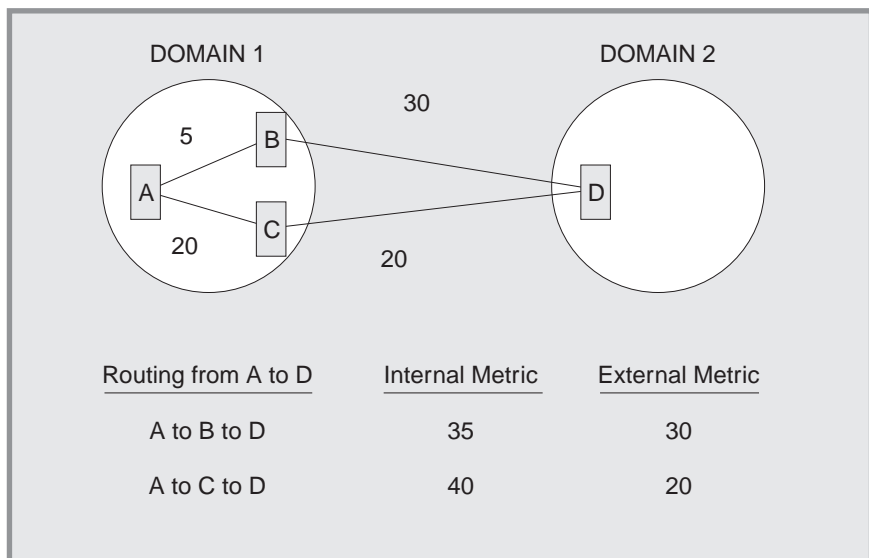 DOMAIN 1
DOMAIN 2
30
5
B
A
D
C
20
20
Routing from A to D
Internal Metric
External Metric
A to B to D
35
30
A to C to D
40
20